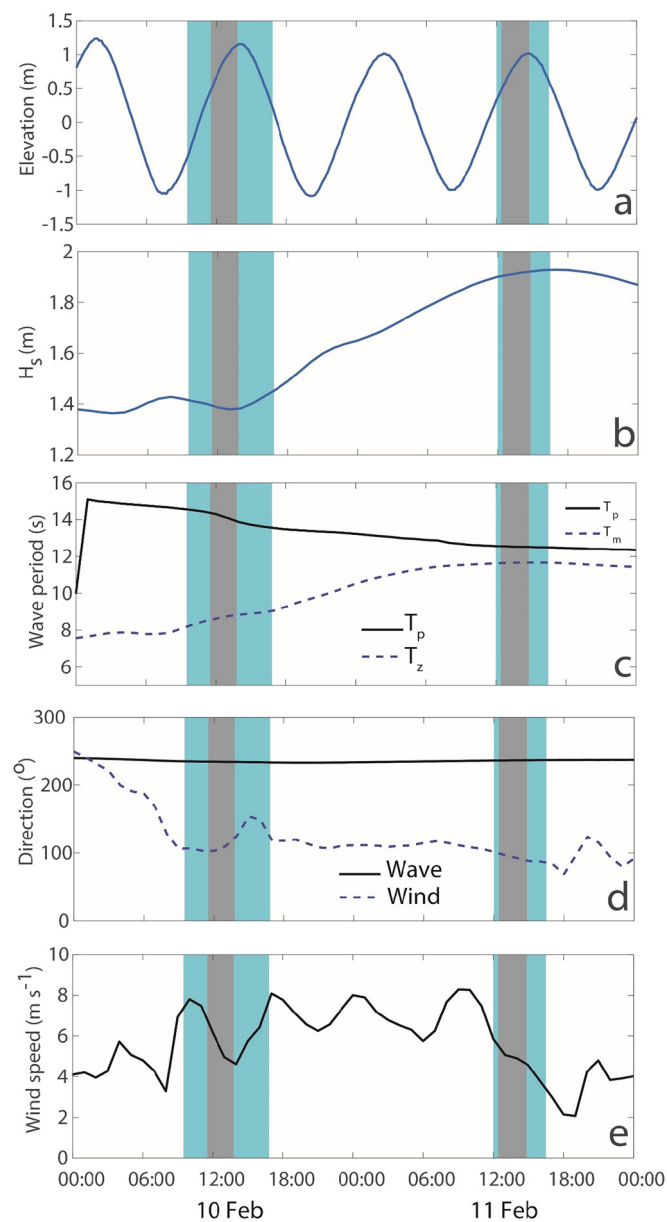 1.5
1
0.5
0
-0.5
-1
-1.5
Elevation (m)
a
2
1.8
1.6
1.4
1.2
H_s (m)
b
16
14
12
10
8
6
Wave period (s)
T_p
T_m
T_p
T_z
c
300
200
100
0
Direction (°)
Wave
Wind
d
10
8
6
4
2
0
Wind speed (m s⁻¹)
e
00:00 06:00 12:00 18:00 00:00 06:00 12:00 18:00 00:00
10 Feb 11 Feb